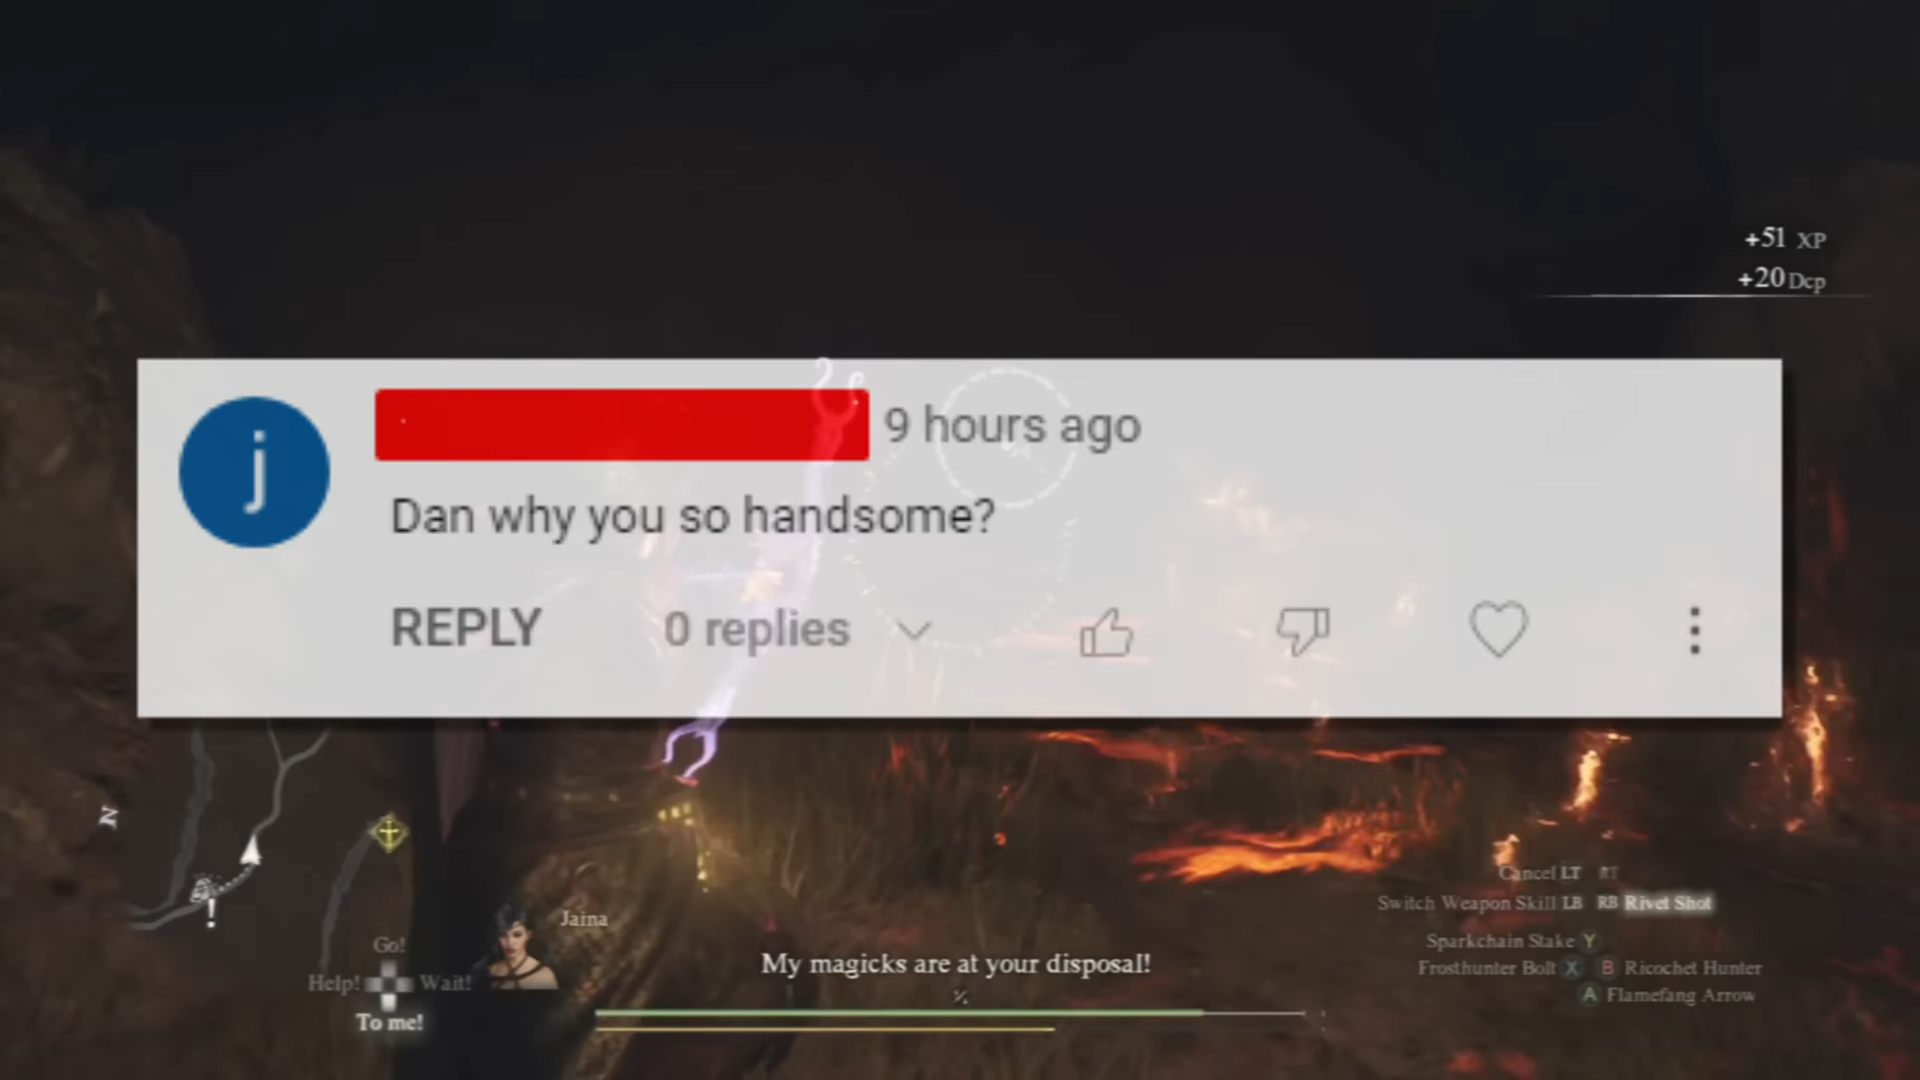 +51 XP
+20 Dcp
j
9 hours ago
Dan why you so handsome?
REPLY 0 replies
N
!
Cancel LT RT
Switch Weapon Skill LB RB Rivet Shot
Jaina
Go!
Sparkchain Stake Y
My magicks are at your disposal!
Frosthunter Bolt X B Ricochet Hunter
Help! Wait!
A Flamefang Arrow
To me!